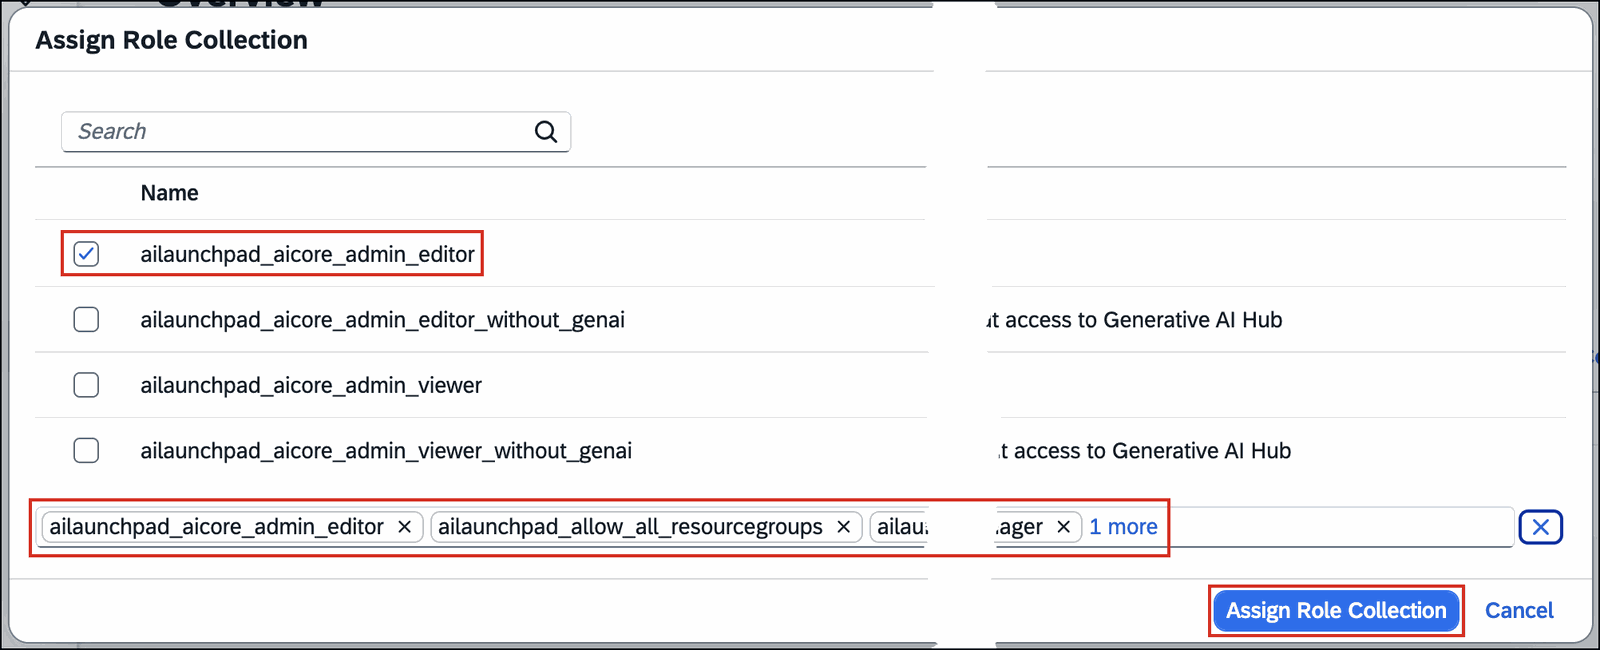 Overview
Assign Role Collection
Search
Name
ailaunchpad_aicore_admin_editor
ailaunchpad_aicore_admin_editor_without_genai access to Generative AI Hub
ailaunchpad_aicore_admin_viewer
ailaunchpad_aicore_admin_viewer_without_genai access to Generative AI Hub
ailaunchpad_aicore_admin_editor ailaunchpad_allow_all_resourcegroups 1 more
Assign Role Collection Cancel